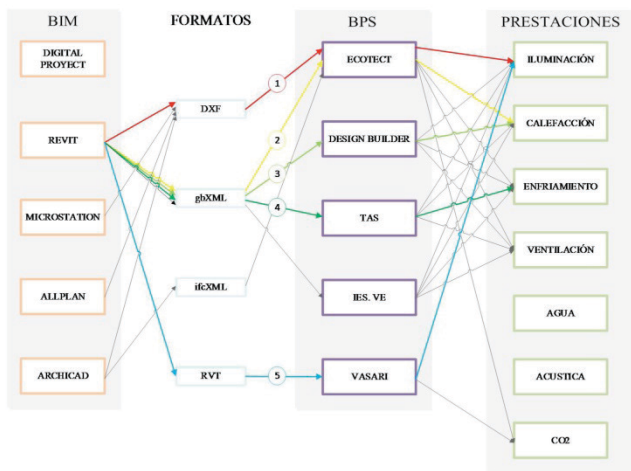 BIM
FORMATOS
BPS
PRESTACIONES
DIGITAL
PROYECT
REVIT
MICROSTATION
ALLPLAN
ARCHICAD
DXF
gbXML
ifcXML
RVT
1
2
3
4
5
ECOTECT
DESIGN BUILDER
TAS
IES. VE
VASARI
ILUMINACIÓN
CALEFACCIÓN
ENFRIAMIENTO
VENTILACIÓN
AGUA
ACUSTICA
CO2